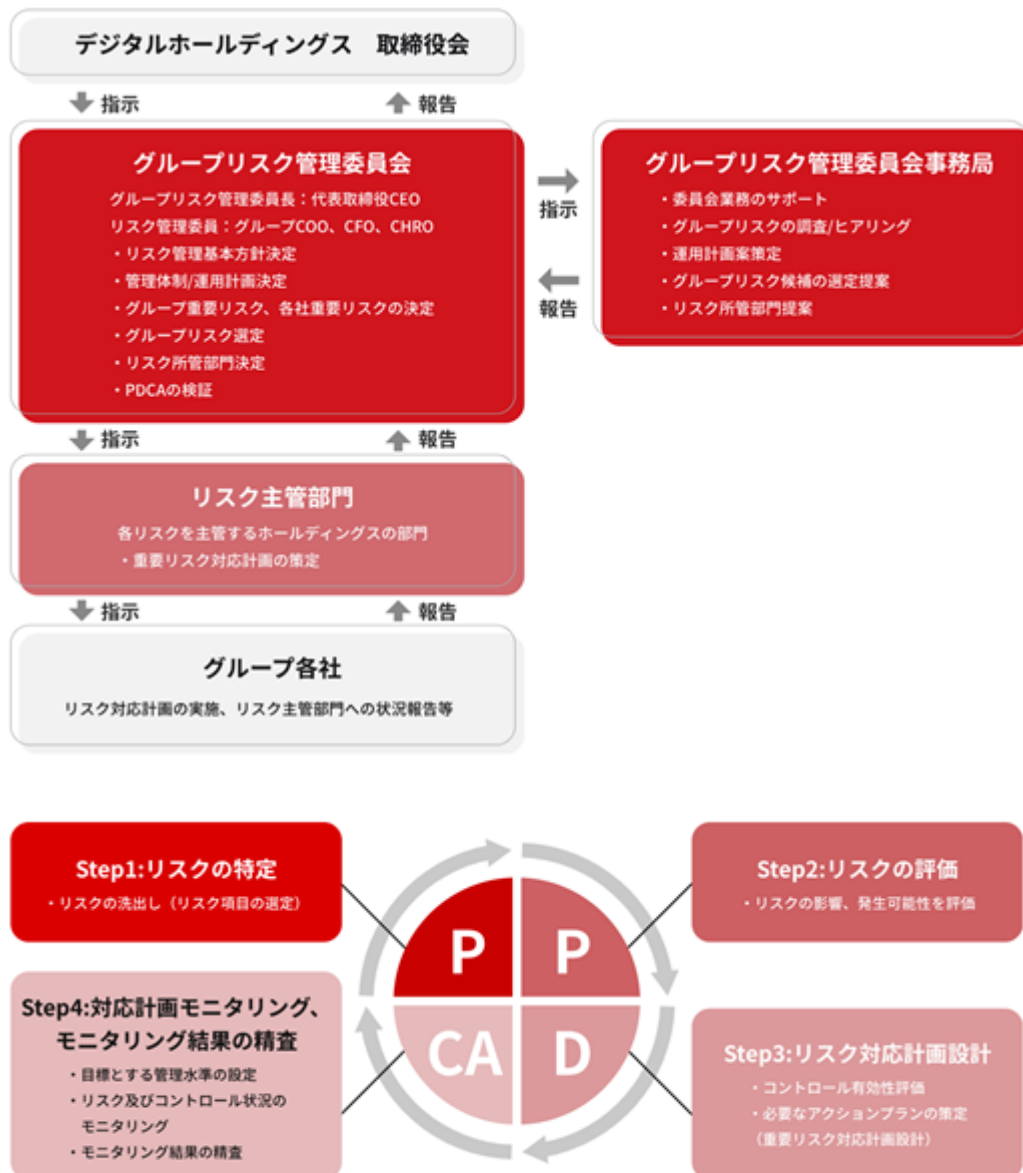 デジタルホールディングス　取締役会
指示
報告
グループリスク管理委員会
グループリスク管理委員長：代表取締役CEO
リスク管理委員：グループCOO、CFO、CHRO
・リスク管理基本方針決定
・管理体制/運用計画決定
・グループ重要リスク、各社重要リスクの決定
・グループリスク選定
・リスク所管部門決定
・PDCAの検証
指示
報告
グループリスク管理委員会事務局
・委員会業務のサポート
・グループリスクの調査/ヒアリング
・運用計画案策定
・グループリスク候補の選定提案
・リスク所管部門提案
指示
報告
リスク主管部門
各リスクを主管するホールディングスの部門
・重要リスク対応計画の策定
指示
報告
グループ各社
リスク対応計画の実施、リスク主管部門への状況報告等
Step1:リスクの特定
・リスクの洗出し（リスク項目の選定）
Step2:リスクの評価
・リスクの影響、発生可能性を評価
P
P
CA
D
Step4:対応計画モニタリング、
モニタリング結果の精査
・目標とする管理水準の設定
・リスク及びコントロール状況の
モニタリング
・モニタリング結果の精査
Step3:リスク対応計画設計
・コントロール有効性評価
・必要なアクションプランの策定
（重要リスク対応計画設計）